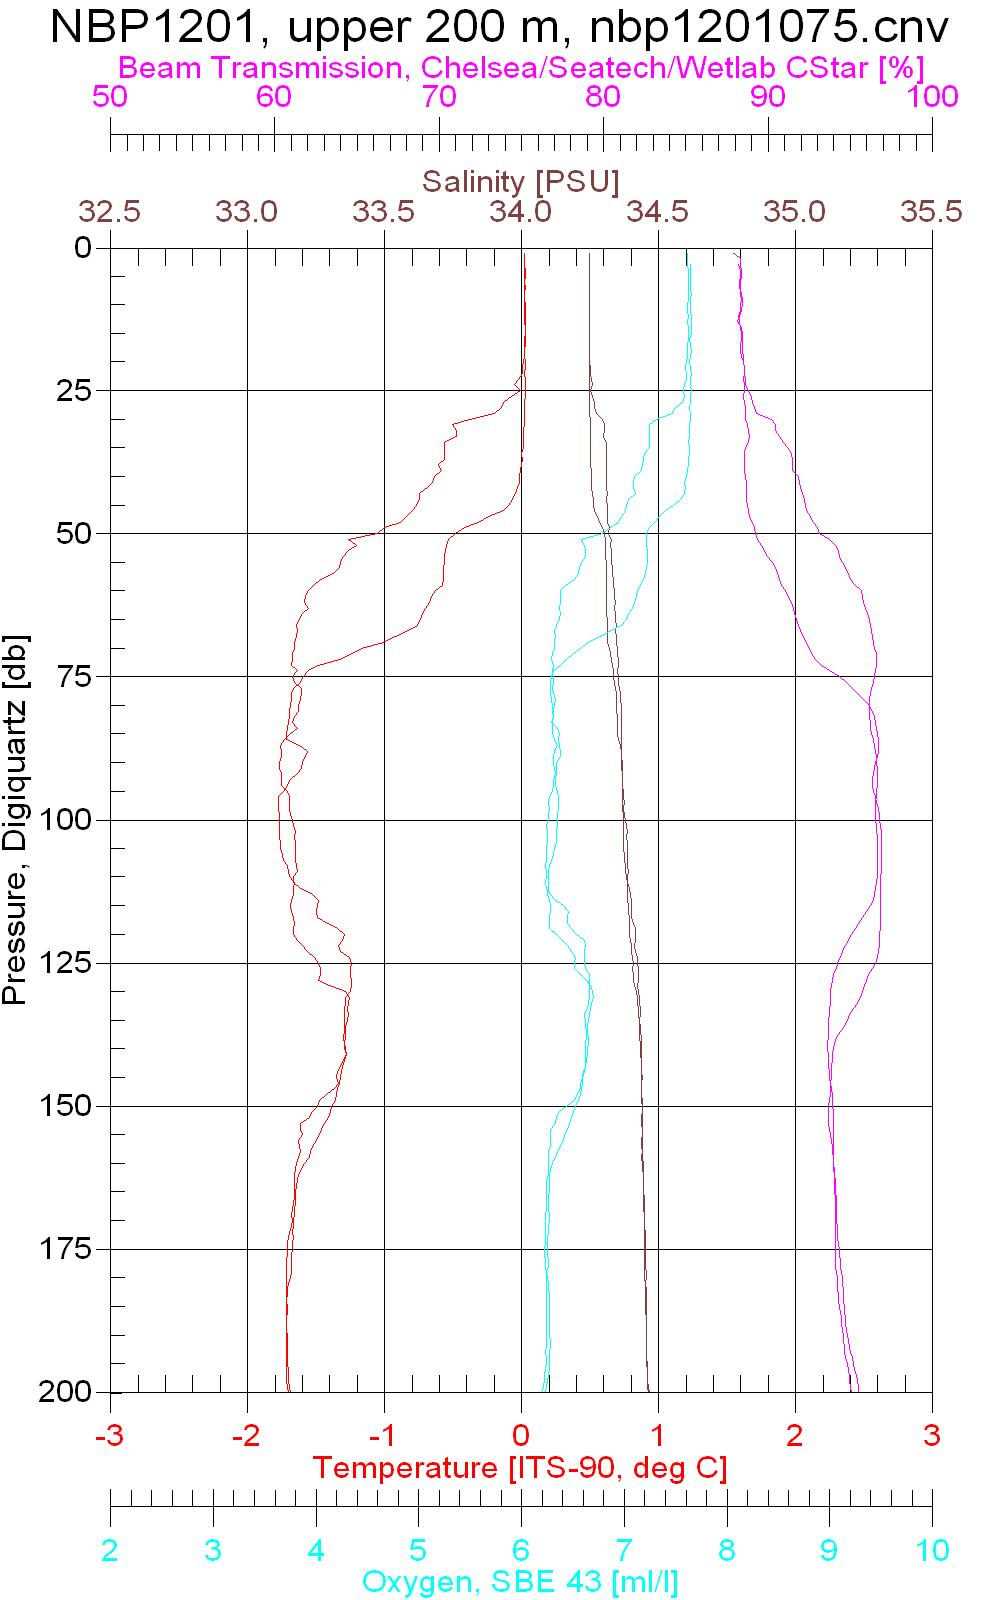 NBP1201, upper 200 m, nbp1201075.cnv
Beam Transmission, Chelsea/Seatech/Wetlab CStar [%]
50 60 70 80 90 100
Salinity [PSU]
32.5 33.0 33.5 34.0 34.5 35.0 35.5
0
25
50
75
100
125
150
175
200
Pressure, Digiquartz [db]
-3 -2 -1 0 1 2 3
Temperature [ITS-90, deg C]
2 3 4 5 6 7 8 9 10
Oxygen, SBE 43 [ml/l]